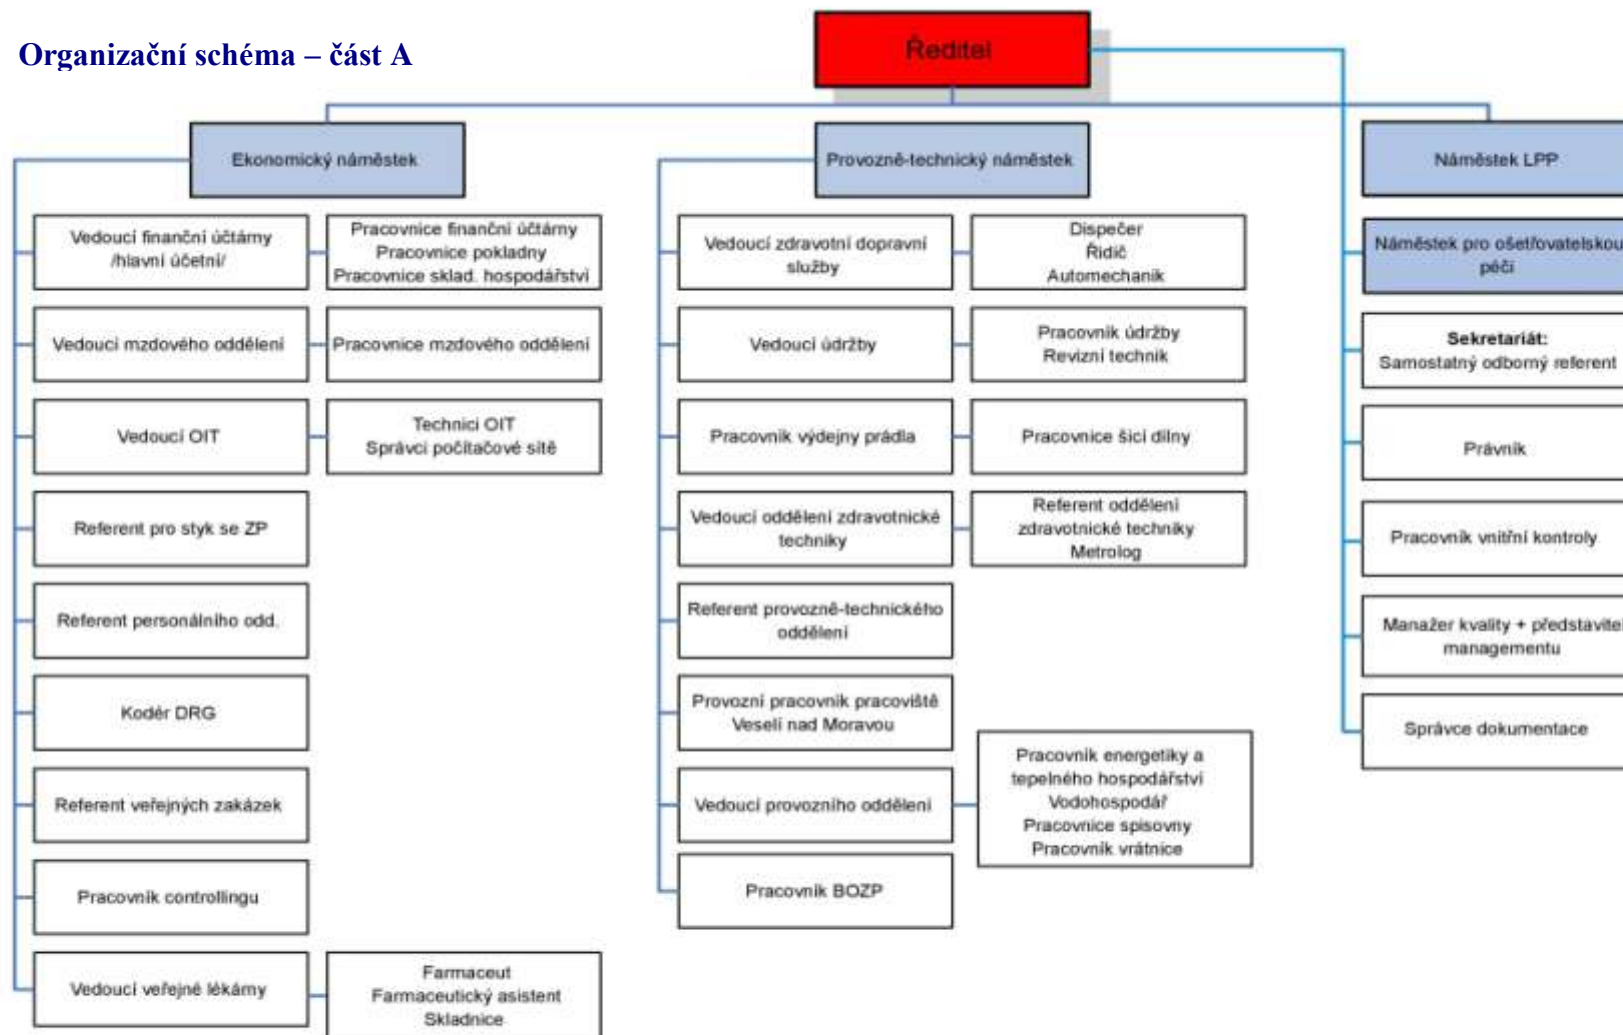 Organizační schéma – část A
Ředitel
Ekonomický náměstek
Provozně-technický náměstek
Náměstek LPP
Vedoucí finanční účtárny
/hlavní účetní/
Pracovnice finanční účtárny
Pracovnice pokladny
Pracovnice sklad. hospodářství
Vedoucí mzdového oddělení
Pracovnice mzdového oddělení
Vedoucí OIT
Technici OIT
Správci počítačové sítě
Referent pro styk se ZP
Referent personálního odd.
Kodér DRG
Referent veřejných zakázek
Pracovník controllingu
Vedoucí veřejné lékárny
Farmaceut
Farmaceutický asistent
Skladnice
Vedoucí zdravotní dopravní
služby
Dispečer
Řidič
Automechanik
Vedoucí údržby
Pracovník údržby
Revizní technik
Pracovník výdejny prádla
Pracovnice šicí dílny
Vedoucí oddělení zdravotnické
techniky
Referent oddělení
zdravotnické techniky
Metrolog
Referent provozně-technického
oddělení
Provozní pracovník pracoviště
Veselí nad Moravou
Vedoucí provozního oddělení
Pracovník energetiky a
tepelného hospodářství
Vodohospodář
Pracovnice spisovny
Pracovník vrátnice
Pracovník BOZP
Náměstek pro ošetřovatelskou
péči
Sekretariát:
Samostatný odborný referent
Právník
Pracovník vnitřní kontroly
Manažer kvality + představitel
managementu
Správce dokumentace